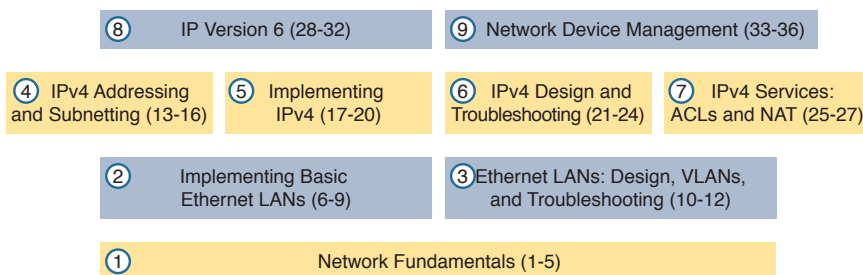 8 IP Version 6 (28-32)
9 Network Device Management (33-36)
4 IPv4 Addressing
and Subnetting (13-16)
5 Implementing
IPv4 (17-20)
6 IPv4 Design and
Troubleshooting (21-24)
7 IPv4 Services:
ACLs and NAT (25-27)
2 Implementing Basic
Ethernet LANs (6-9)
3 Ethernet LANs: Design, VLANs,
and Troubleshooting (10-12)
1 Network Fundamentals (1-5)